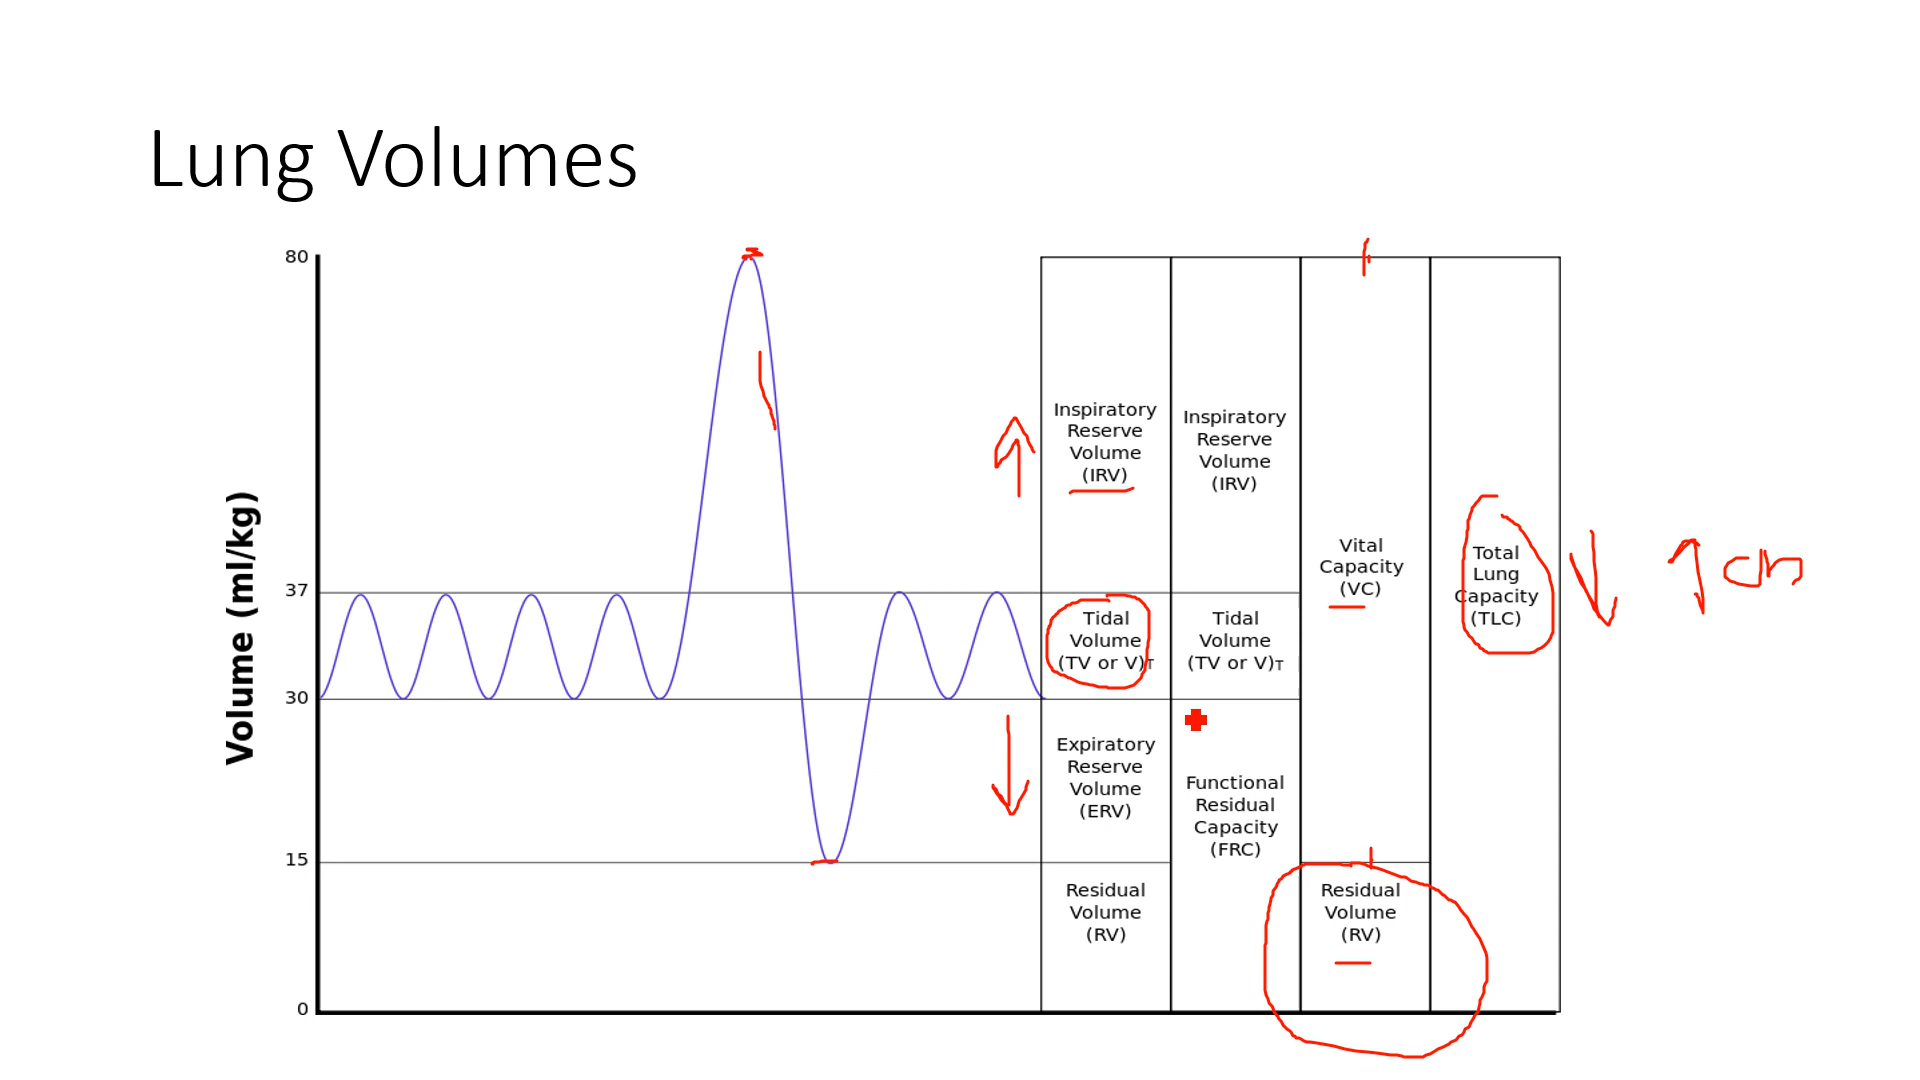 Lung Volumes
Volume (ml/kg)
80
37
30
15
0
Inspiratory
Reserve
Volume
(IRV)
Tidal
Volume
(TV or V)T
Expiratory
Reserve
Volume
(ERV)
Residual
Volume
(RV)
Inspiratory
Reserve
Volume
(IRV)
Tidal
Volume
(TV or V)T
Functional
Residual
Capacity
(FRC)
Vital
Capacity
(VC)
Residual
Volume
(RV)
Total
Lung
Capacity
(TLC)